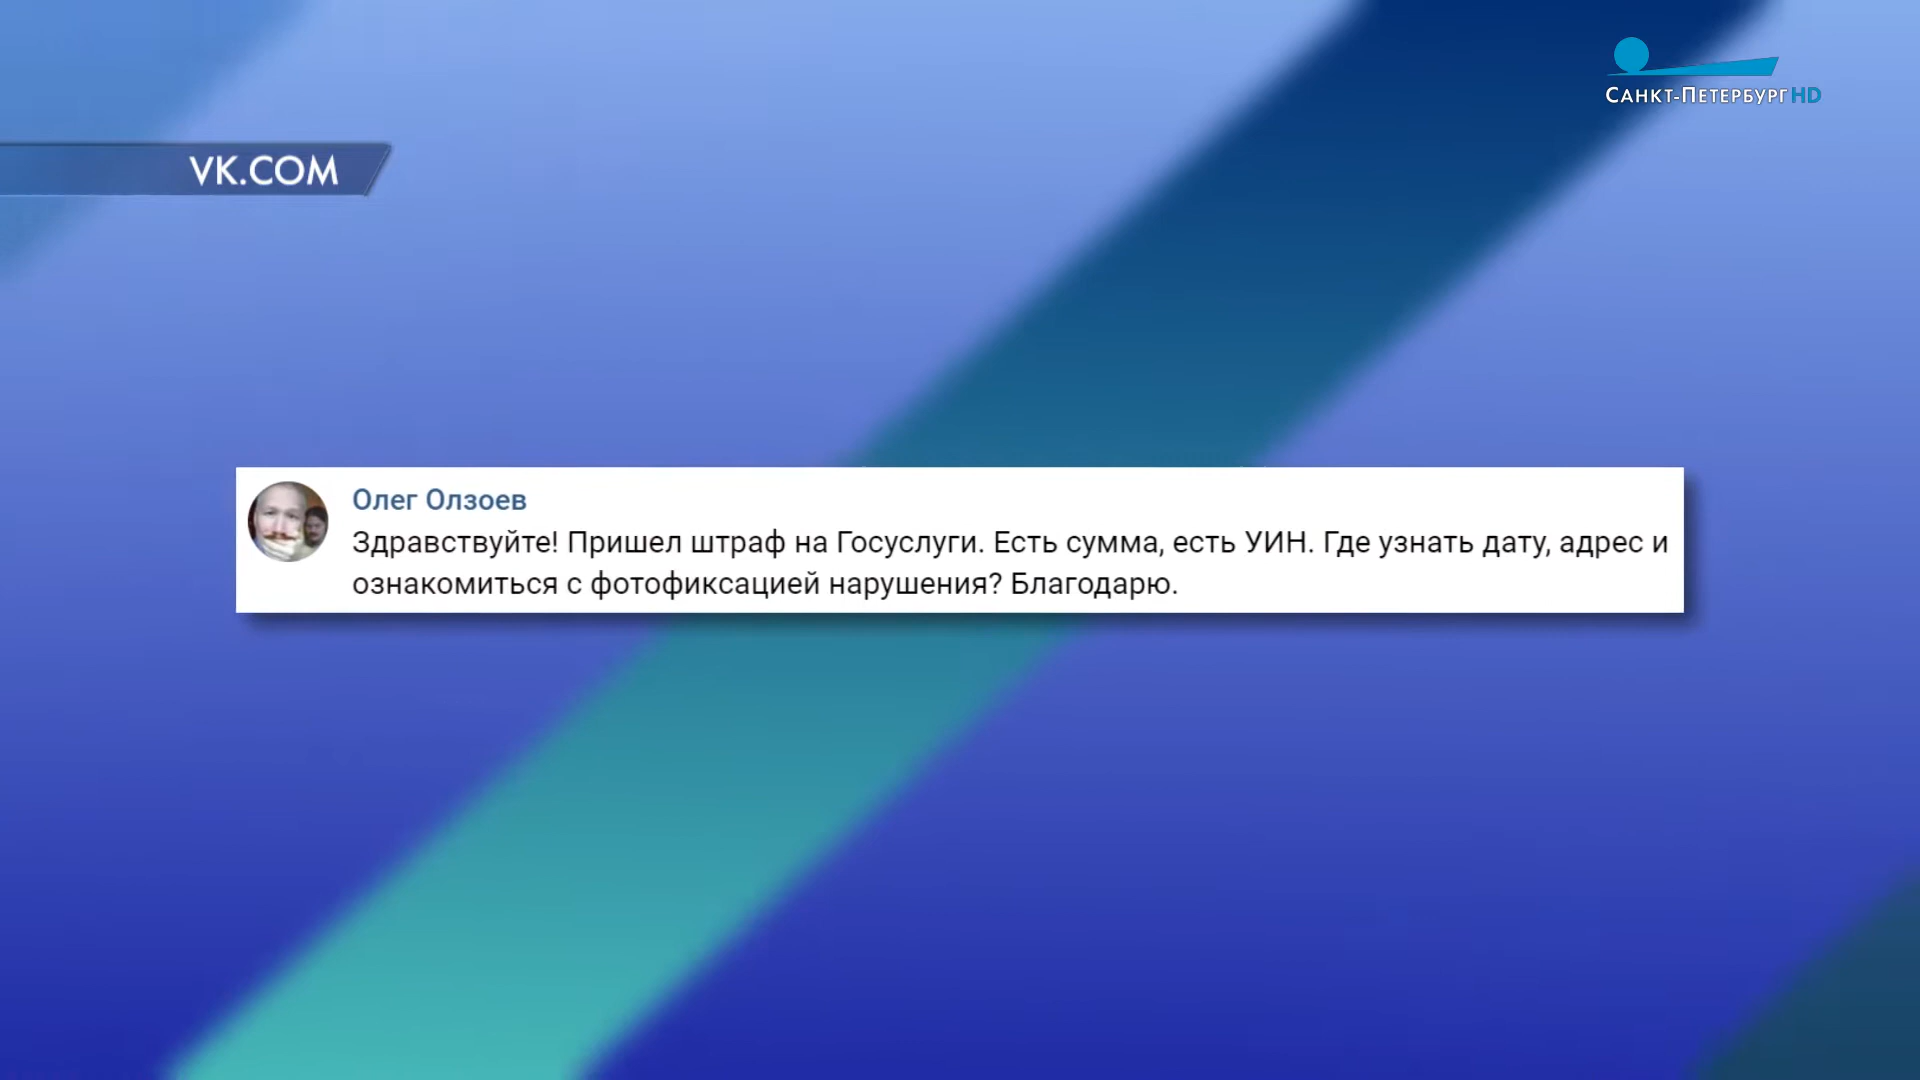 САНКТ-ПЕТЕРБУРГ HD
VK.COM
Олег Олзоев
Здравствуйте! Пришел штраф на Госуслуги. Есть сумма, есть УИН. Где узнать дату, адрес и
ознакомиться с фотофиксацией нарушения? Благодарю.